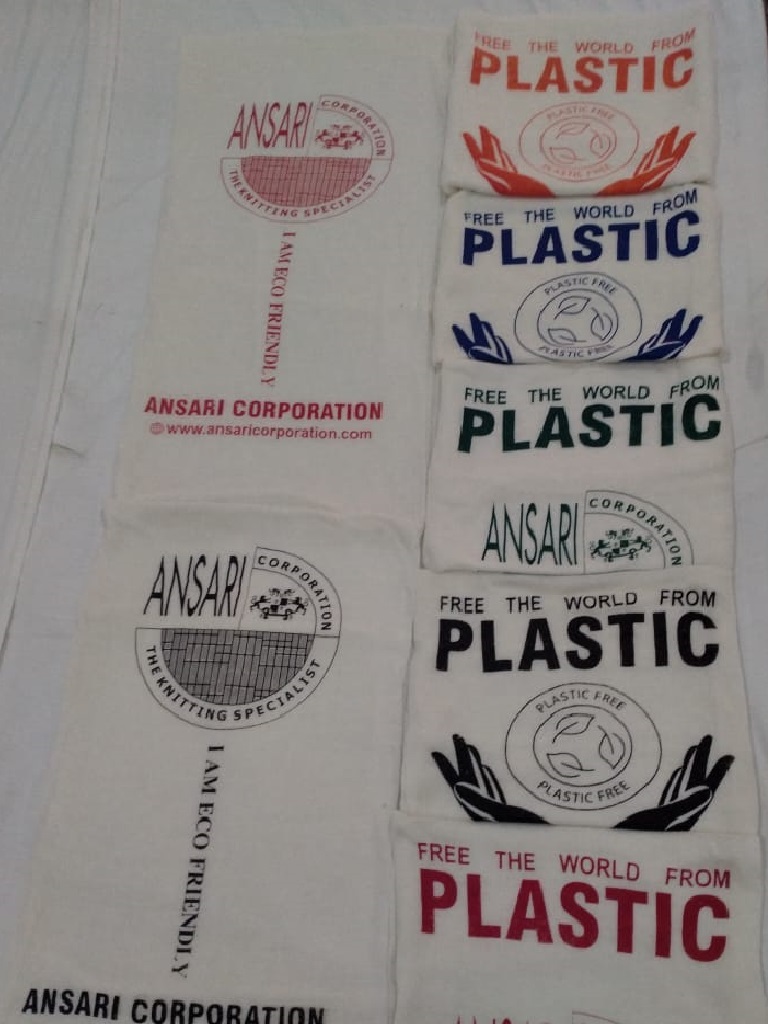 ANSARI
CORPORATION
THE KNITTING SPECIALIST
I AM ECO FRIENDLY
ANSARI CORPORATION
www.ansaricorporation.com
ANSARI
CORPORATION
THE KNITTING SPECIALIST
I AM ECO FRIENDLY
ANSARI CORPORATION
FREE THE WORLD FROM
PLASTIC
PLASTIC FREE
PLASTIC FREE
FREE THE WORLD FROM
PLASTIC
PLASTIC FREE
PLASTIC FREE
FREE THE WORLD FROM
PLASTIC
ANSARI
CORPORATION
FREE THE WORLD FROM
PLASTIC
PLASTIC FREE
PLASTIC FREE
FREE THE WORLD FROM
PLASTIC